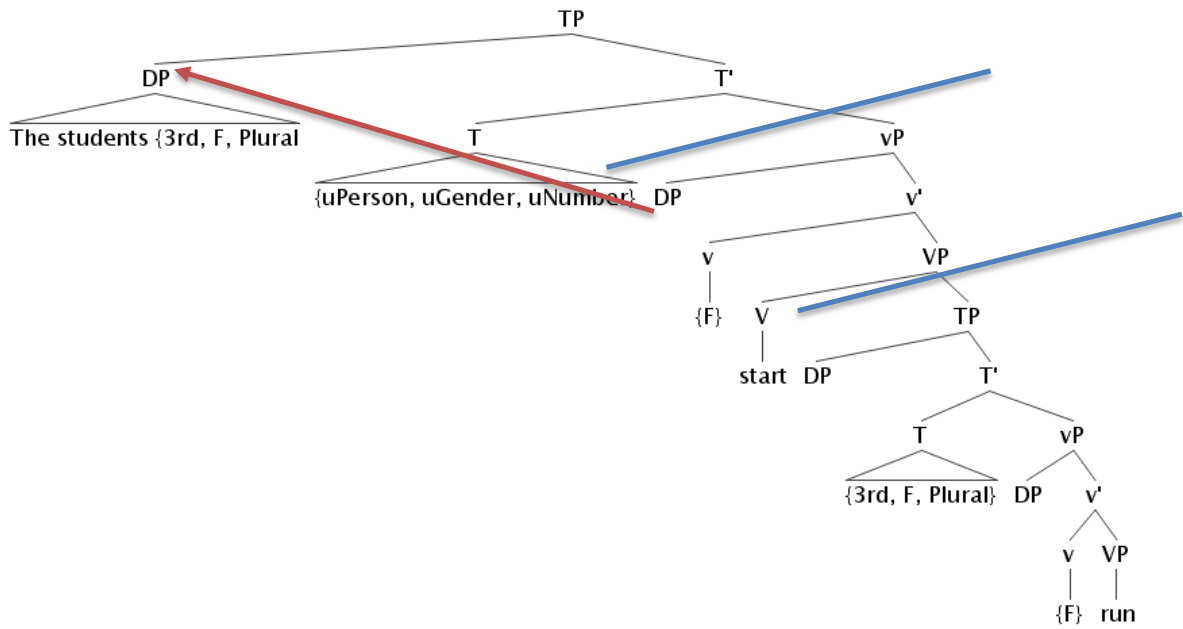 TP
DP T'
The students {3rd, F, Plural T vP
{uPerson, uGender, uNumber} DP v'
v VP
{F} V TP
start DP T'
T vP
{3rd, F, Plural} DP v'
v VP
{F} run